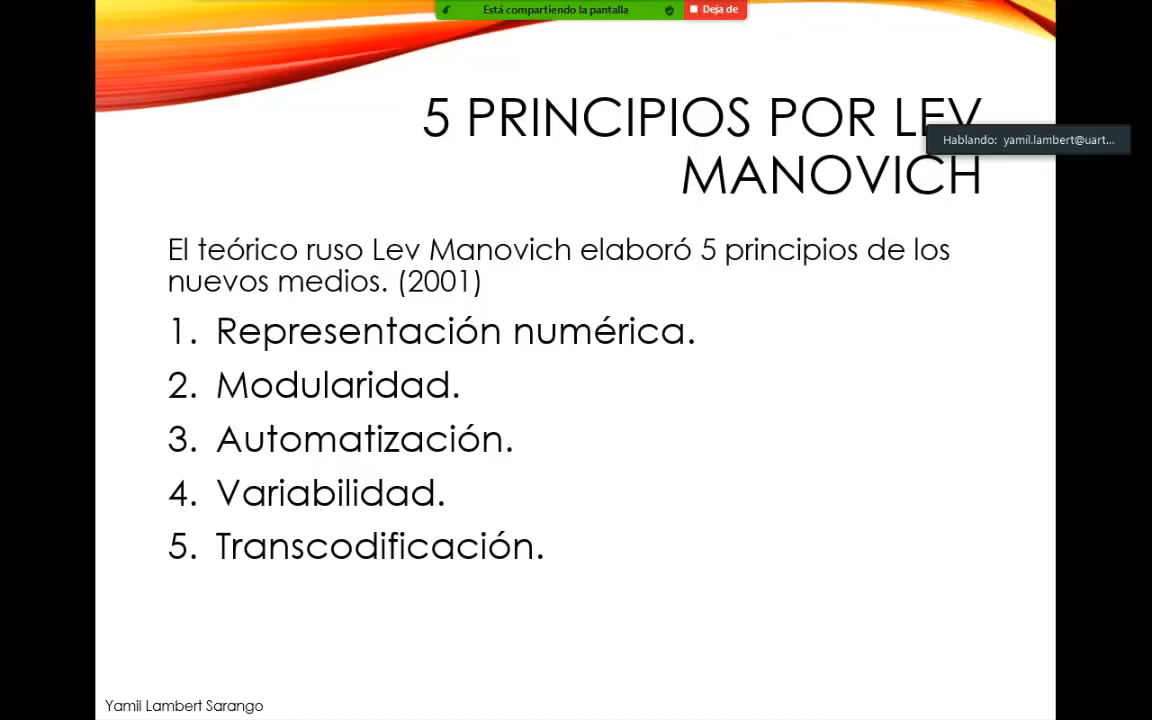 Está compartiendo la pantalla
Deja de
5 PRINCIPIOS POR LEV
Hablando: yamil.lambert@uart...
MANOVICH
El teórico ruso Lev Manovich elaboró 5 principios de los
nuevos medios. (2001)
1. Representación numérica.
2. Modularidad.
3. Automatización.
4. Variabilidad.
5. Transcodificación.
Yamil Lambert Sarango